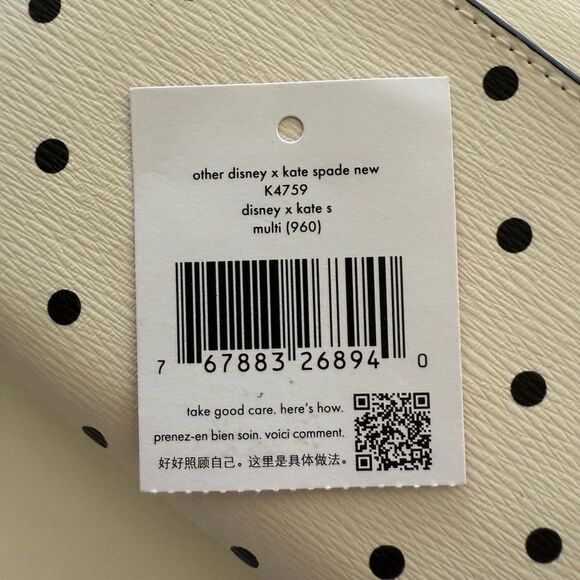 other disney x kate spade new
K4759
disney x kate s
multi (960)
7 67883 26894 0
take good care. here's how.
prenez-en bien soin. voici comment.
好好照顾自己。这里是具体做法。